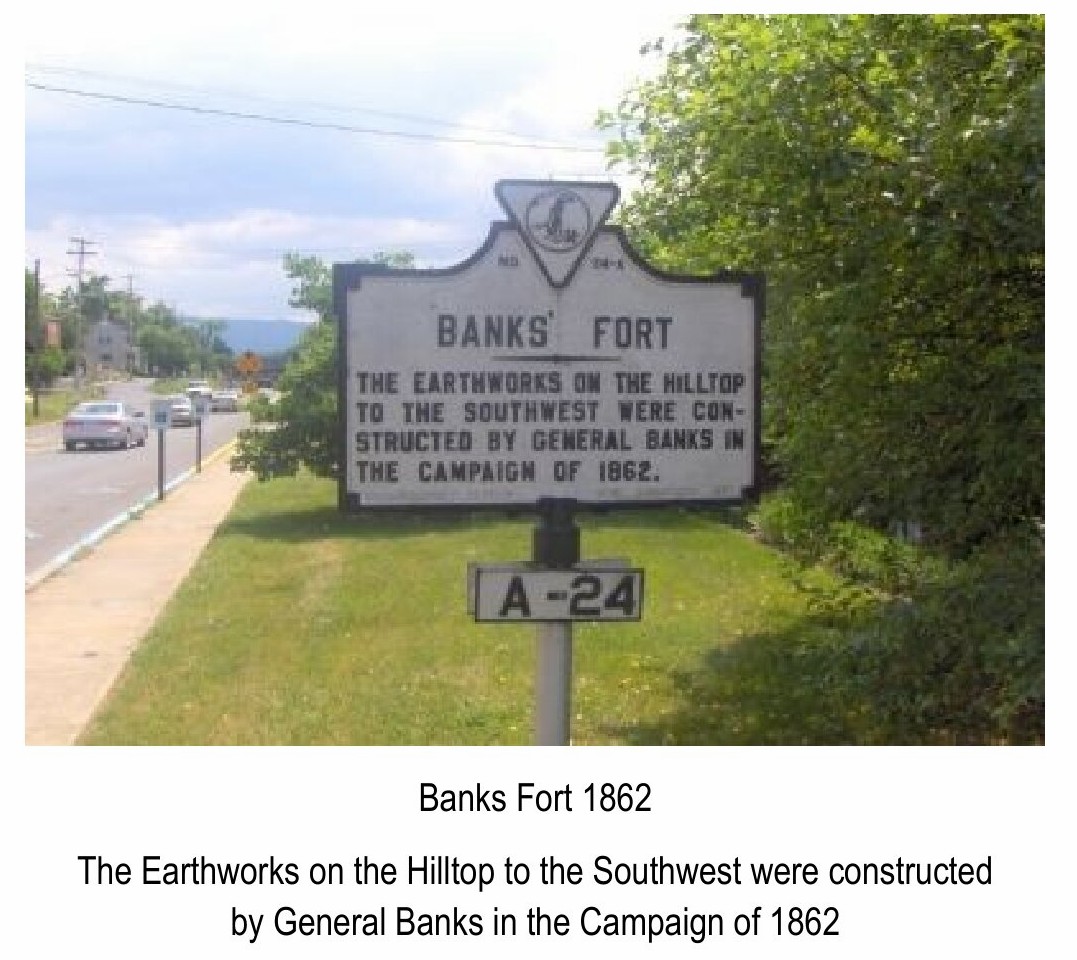 BANKS' FORT
THE EARTHWORKS ON THE HILLTOP
TO THE SOUTHWEST WERE CON-
STRUCTED BY GENERAL BANKS IN
THE CAMPAIGN OF 1862.
A-24
Banks Fort 1862
The Earthworks on the Hilltop to the Southwest were constructed
by General Banks in the Campaign of 1862